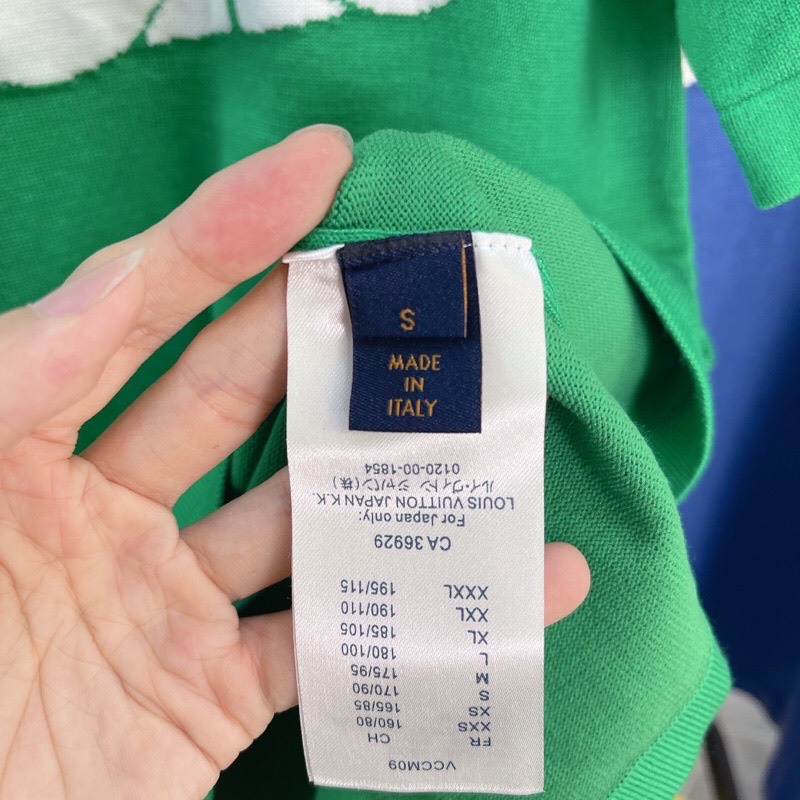 S
MADE
IN
ITALY
VCCM09
FR CH
XXS 160/80
XS 165/85
S 170/90
M 175/95
L 180/100
XL 185/105
XXL 190/110
XXXL 195/115
CA 36929
For Japan only:
LOUIS VUITTON JAPAN K.K.
ルイ・ヴィトン ジャパン(株)
0120-00-1854